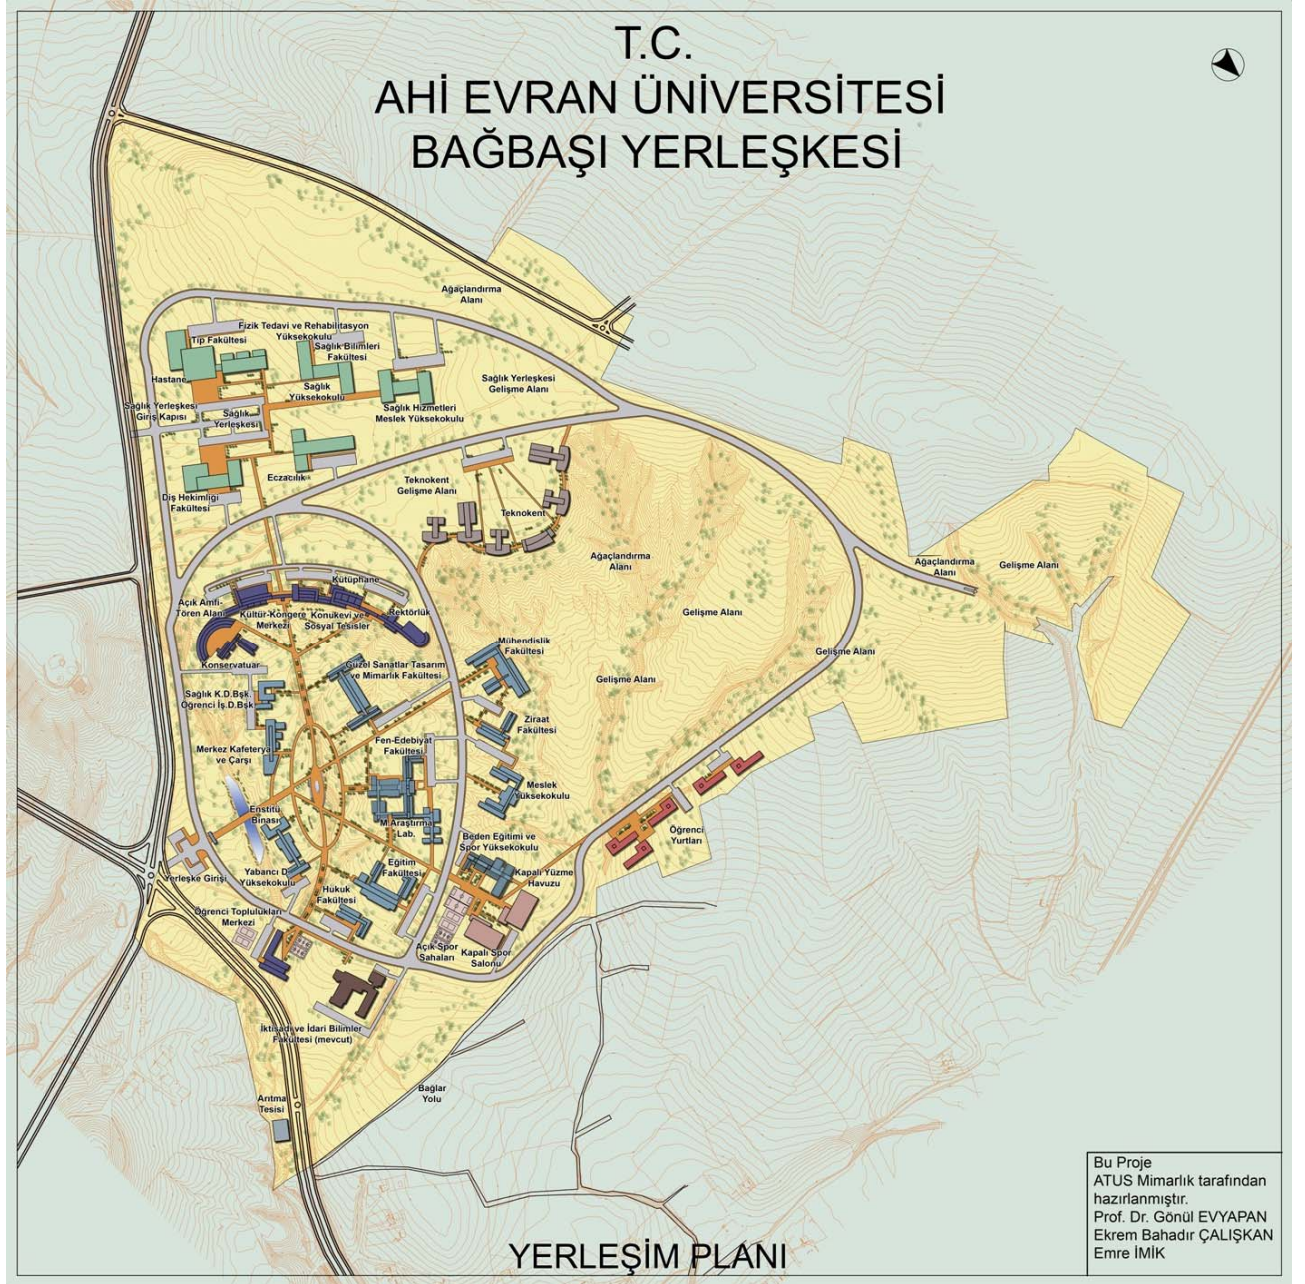 T.C.
AHİ EVRAN ÜNİVERSİTESİ
BAĞBAŞI YERLEŞKESİ
Ağaçlandırma
Alanı
Fizik Tedavi ve Rehabilitasyon
Yüksekokulu
Tıp Fakültesi
Sağlık Bilimleri
Fakültesi
Hastane
Sağlık
Yüksekokulu
Sağlık Yerleşkesi
Gelişme Alanı
Sağlık Yerleşkesi
Giriş Kapısı
Sağlık
Yerleşkesi
Sağlık Hizmetleri
Meslek Yüksekokulu
Eczacılık
Diş Hekimliği
Fakültesi
Teknokent
Gelişme Alanı
Teknokent
Ağaçlandırma
Alanı
Ağaçlandırma
Alanı
Gelişme Alanı
Kütüphane
Açık Amfi-
Tören Alanı
Kültür-Kongere
Merkezi
Konukevi ve
Sosyal Tesisler
Rektörlük
Gelişme Alanı
Konservatuar
Güzel Sanatlar Tasarım
ve Mimarlık Fakültesi
Mühendislik
Fakültesi
Gelişme Alanı
Gelişme Alanı
Sağlık K.D.Bşk.
Öğrenci İş.D.Bşk
Ziraat
Fakültesi
Merkez Kafeterya
ve Çarşı
Fen-Edebiyat
Fakültesi
Meslek
Yüksekokulu
Enstitü
Binası
M.Araştırma
Lab.
Beden Eğitimi ve
Spor Yüksekokulu
Öğrenci
Yurtları
Yerleşke Girişi
Yabancı D
Yüksekokulu
Eğitim
Fakültesi
Kapalı Yüzme
Havuzu
Hukuk
Fakültesi
Öğrenci Toplulukları
Merkezi
Açık Spor
Sahaları
Kapalı Spor
Salonu
İktisadi ve İdari Bilimler
Fakültesi (mevcut)
Bağlar
Yolu
Arıtma
Tesisi
Bu Proje
ATUS Mimarlık tarafından
hazırlanmıştır.
Prof. Dr. Gönül EVYAPAN
Ekrem Bahadır ÇALIŞKAN
Emre İMİK
YERLEŞİM PLANI